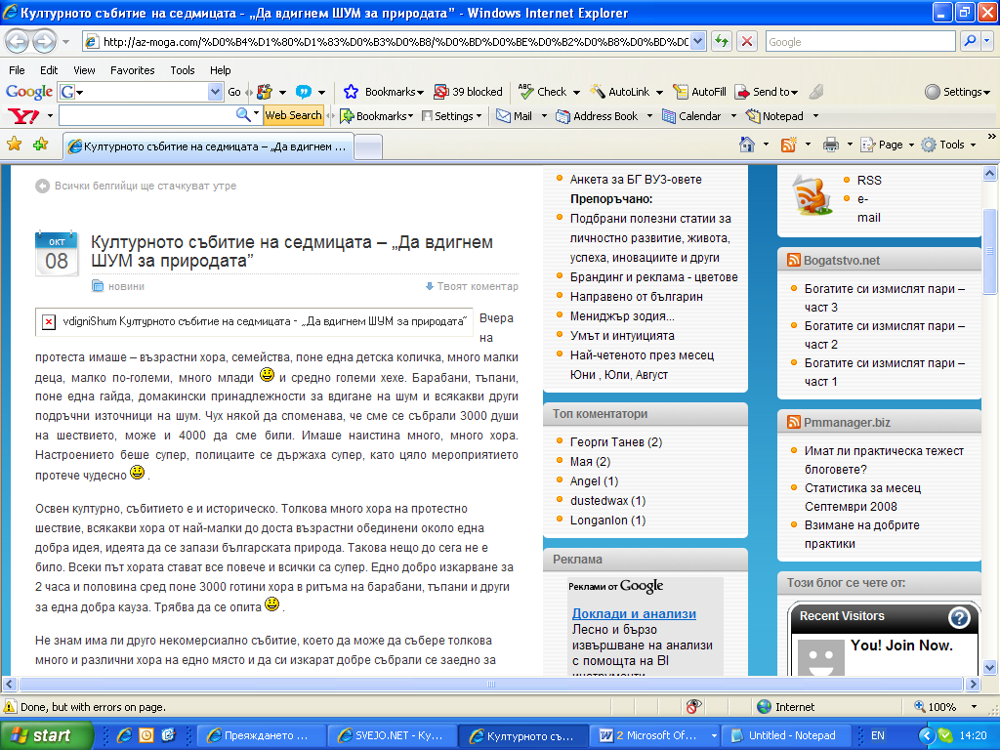 Културното събитие на седмицата - „Да вдигнем ШУМ за природата” - Windows Internet Explorer
http://az-moga.com/%D0%B4%D1%80%D1%83%D0%B3%D0%B8/%D0%BD%D0%BE%D0%B2%D0%B8%D0%BD%D0
Google
File Edit View Favorites Tools Help
Google G Go Bookmarks 39 blocked Check AutoLink AutoFill Send to Settings
Y! Web Search Bookmarks Settings Mail Address Book Calendar Notepad
Културното събитие на седмицата – „Да вдигнем ... Page Tools
Всички белгийци ще стачкуват утре
окт
08
Културното събитие на седмицата – „Да вдигнем
ШУМ за природата”
новини
Твоят коментар
vdigniShum Културното събитие на седмицата - „Да вдигнем ШУМ за природата”
Вчера
на
протеста имаше – възрастни хора, семейства, поне една детска количка, много малки
деца, малко по-големи, много млади и средно големи хехе. Барабани, тъпани,
поне една гайда, домакински принадлежности за вдигане на шум и всякакви други
подръчни източници на шум. Чух някой да споменава, че сме се събрали 3000 души
на шествието, може и 4000 да сме били. Имаше наистина много, много хора.
Настроението беше супер, полицаите се държаха супер, като цяло мероприятието
протече чудесно .
Освен културно, събитието е и историческо. Толкова много хора на протестно
шествие, всякакви хора от най-малки до доста възрастни обединени около една
добра идея, идеята да се запази българската природа. Такова нещо до сега не е
било. Всеки път хората стават все повече и всички са супер. Едно добро изкарване за
2 часа и половина сред поне 3000 готини хора в ритъма на барабани, тъпани и други
за една добра кауза. Трябва да се опита .
Не знам има ли друго некомерсиално събитие, което да може да събере толкова
много и различни хора на едно място и да си изкарат добре събрали се заедно за
Анкета за БГ ВУЗ-овете
Препоръчано:
Подбрани полезни статии за
личностно развитие, живота,
успеха, иновациите и други
Брандинг и реклама - цветове
Направено от българин
Мениджър зодия...
Умът и интуицията
Най-четеното през месец
Юни , Юли, Август
Топ коментатори
Георги Танев (2)
Мая (2)
Angel (1)
dustedwax (1)
Longanlon (1)
Реклама
Реклами от Google
Доклади и анализи
Лесно и бързо
извършване на анализи
с помощта на BI
инструменти
RSS
e-
mail
Bogatstvo.net
Богатите си измислят пари –
част 3
Богатите си измислят пари –
част 2
Богатите си измислят пари –
част 1
Pmmanager.biz
Имат ли практическа тежест
блоговете?
Статистика за месец
Септември 2008
Взимане на добрите
практики
Този блог се чете от:
Recent Visitors ?
You! Join Now.
Done, but with errors on page. Internet 100%
start Преяждането ... SVEJO.NET - Ку... Културното съ... 2 Microsoft Of... Untitled - Notepad EN 14:20